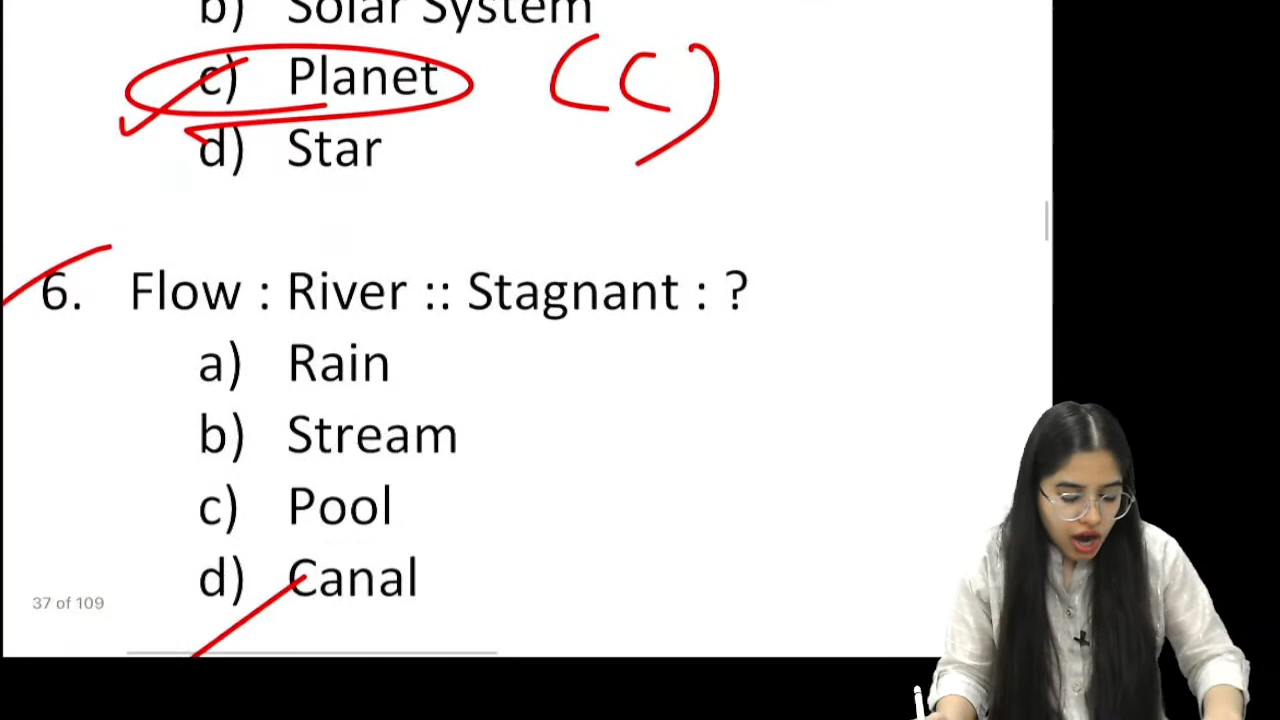 b) Solar System
c) Planet (C)
d) Star
6. Flow : River :: Stagnant : ?
a) Rain
b) Stream
c) Pool
d) Canal
37 of 109